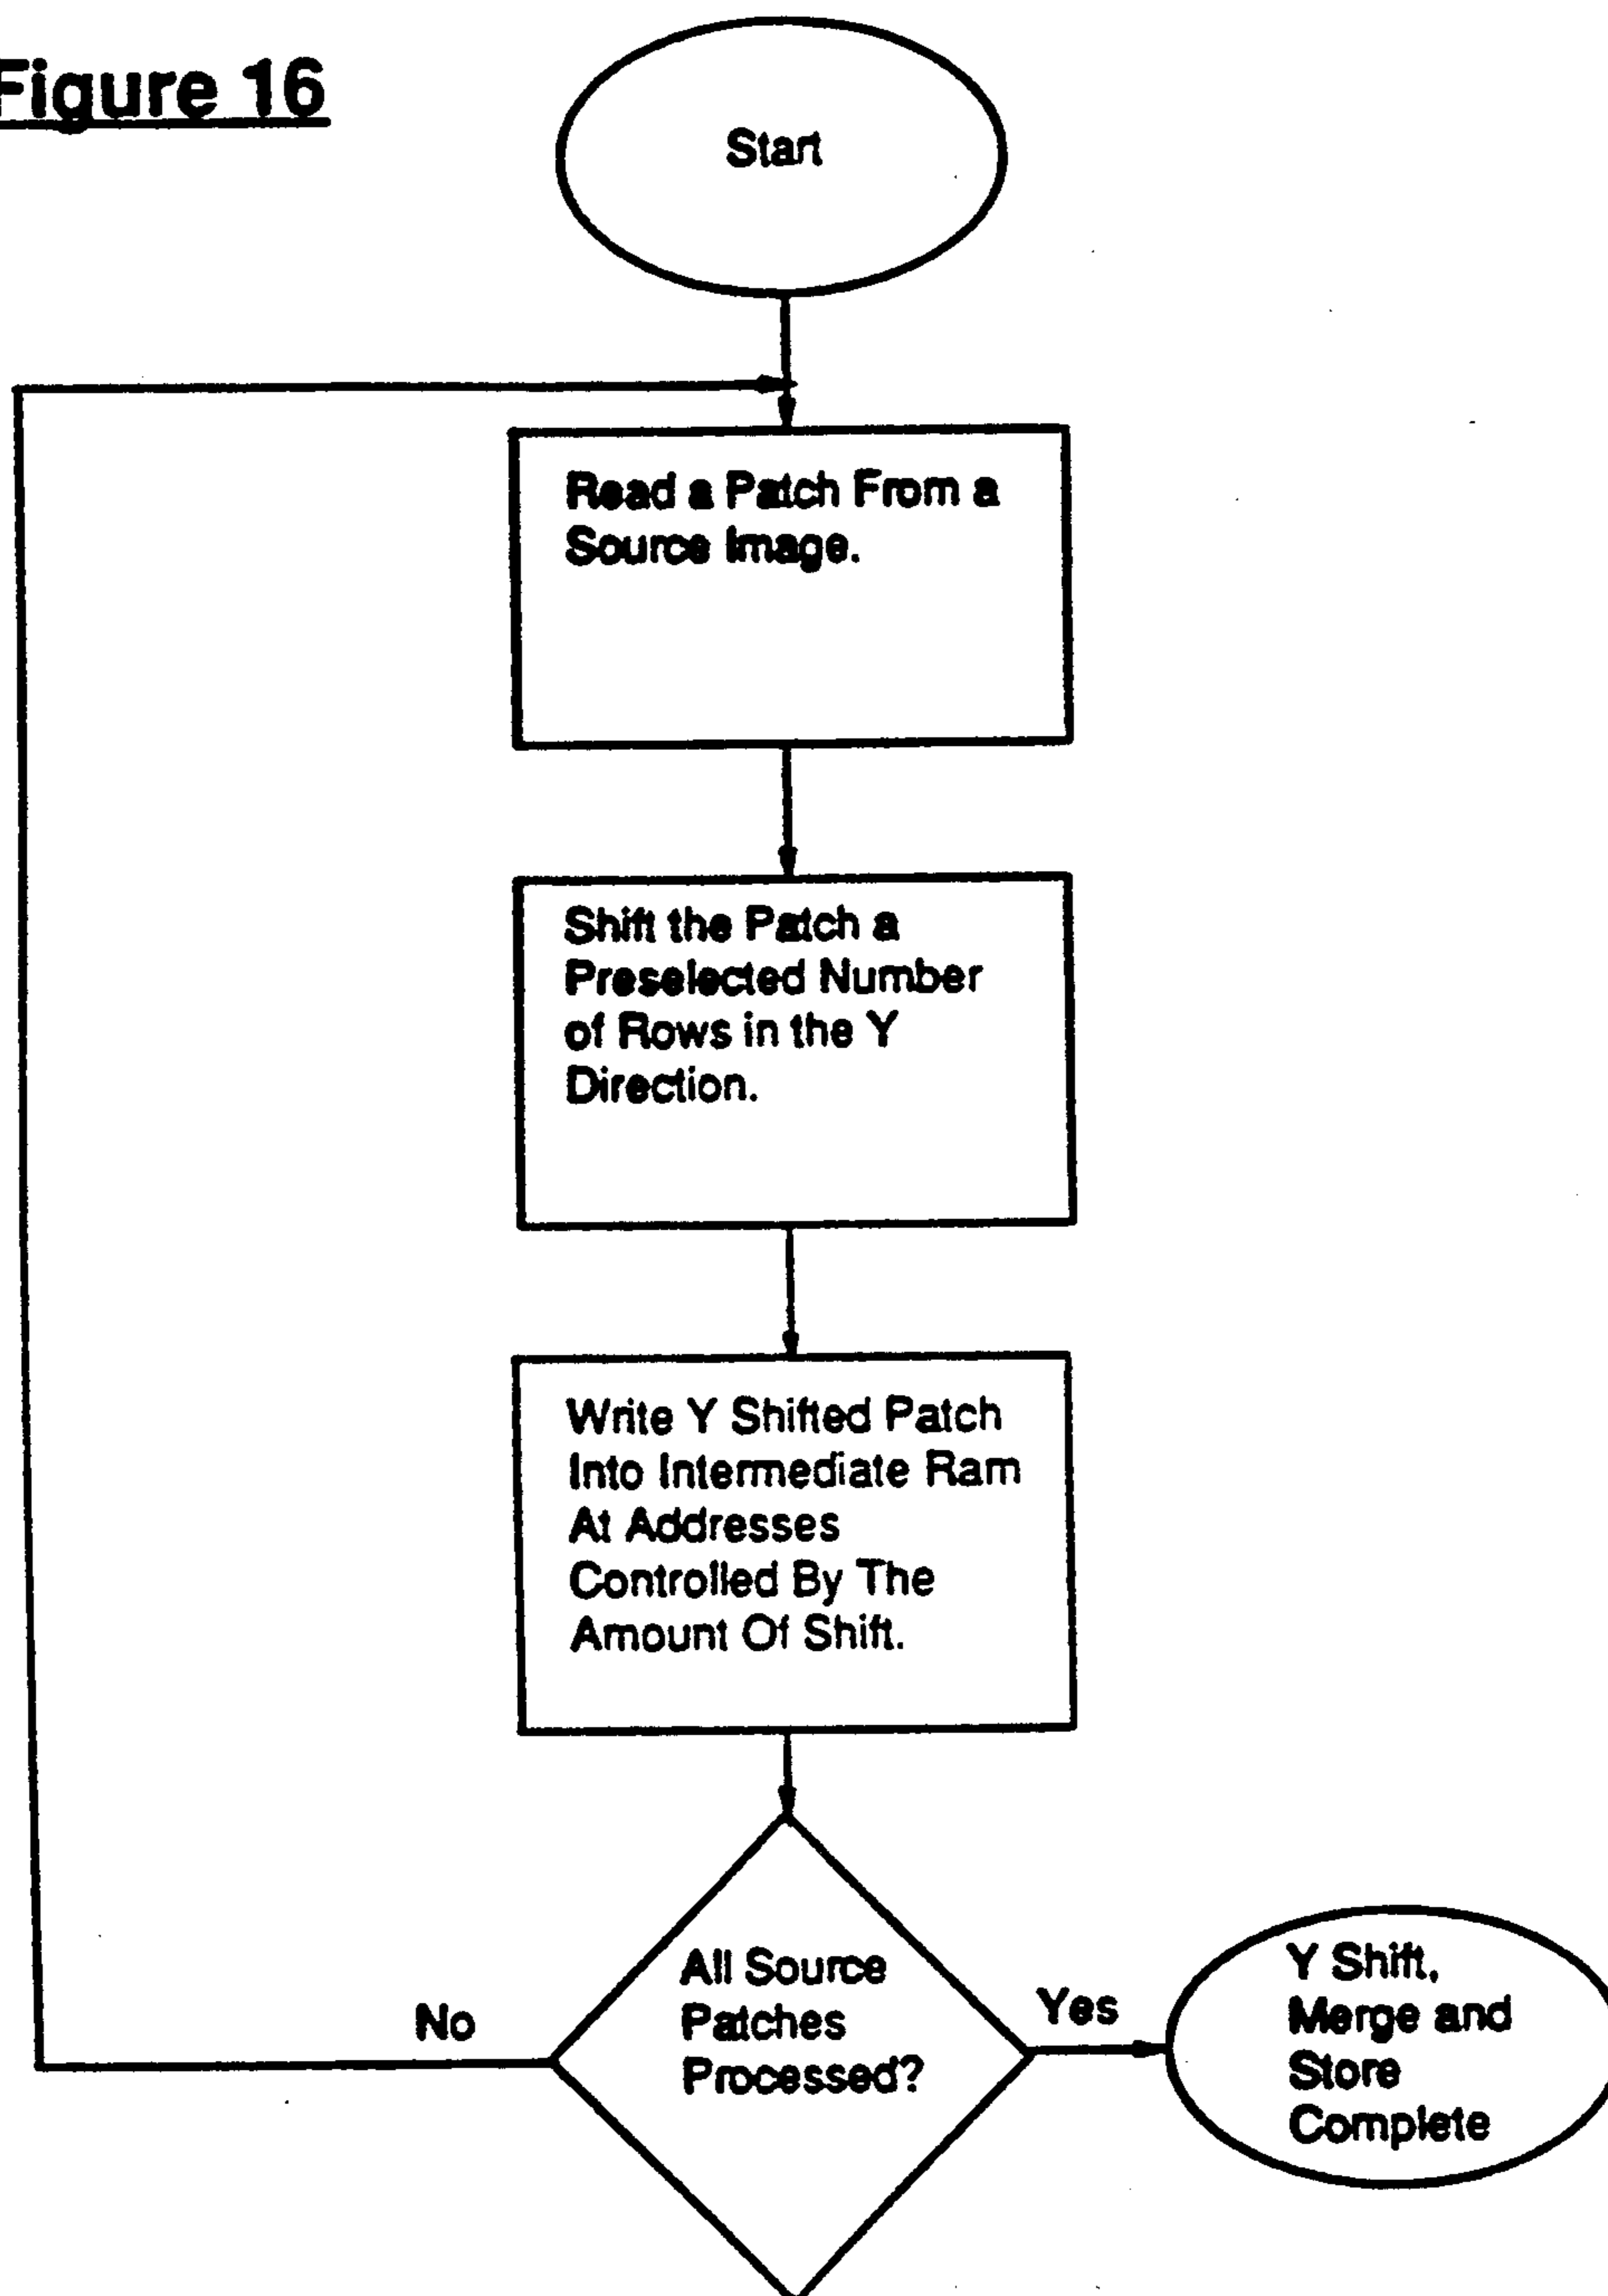 Figure 16
Start
Read a Patch From a
Source Image.
Shift the Patch a
Preselected Number
of Rows in the Y
Direction.
Write Y Shifted Patch
Into Intermediate Ram
At Addresses
Controlled By The
Amount Of Shift.
All Source
Patches
Processed?
No
Yes
Y Shift,
Merge and
Store
Complete